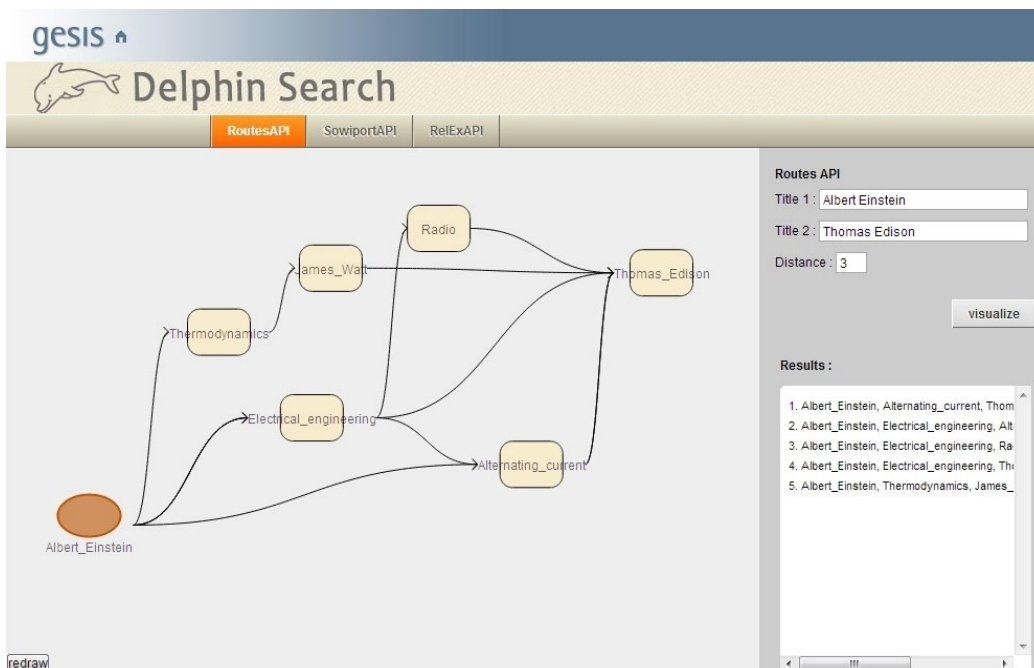 gesis
Delphin Search
RoutesAPI SowiportAPI RelExAPI
Radio
James_Watt
Thomas_Edison
Thermodynamics
Electrical_engineering
Alternating_current
Albert_Einstein
redraw
Routes API
Title 1 : Albert Einstein
Title 2 : Thomas Edison
Distance : 3
visualize
Results :
1. Albert_Einstein, Alternating_current, Thom
2. Albert_Einstein, Electrical_engineering, Alt
3. Albert_Einstein, Electrical_engineering, Ra
4. Albert_Einstein, Electrical_engineering, Tho
5. Albert_Einstein, Thermodynamics, James_